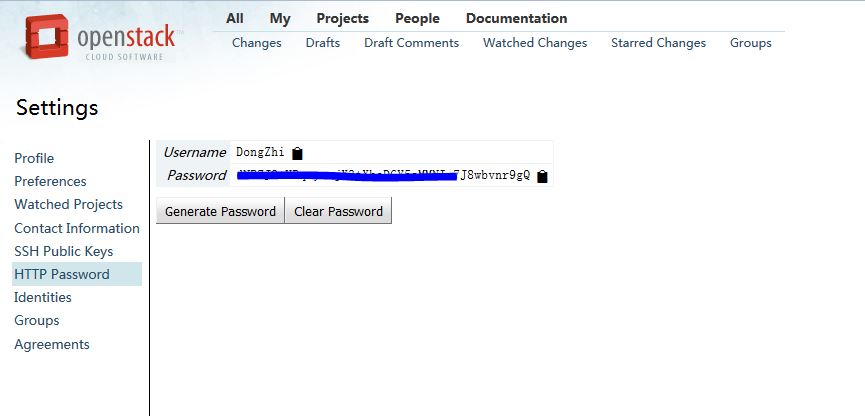 openstack
CLOUD SOFTWARE
All My Projects People Documentation
Changes Drafts Draft Comments Watched Changes Starred Changes Groups
Settings
Profile
Preferences
Watched Projects
Contact Information
SSH Public Keys
HTTP Password
Identities
Groups
Agreements
Username DongZhi
Password J8wbvnr9gQ
Generate Password Clear Password